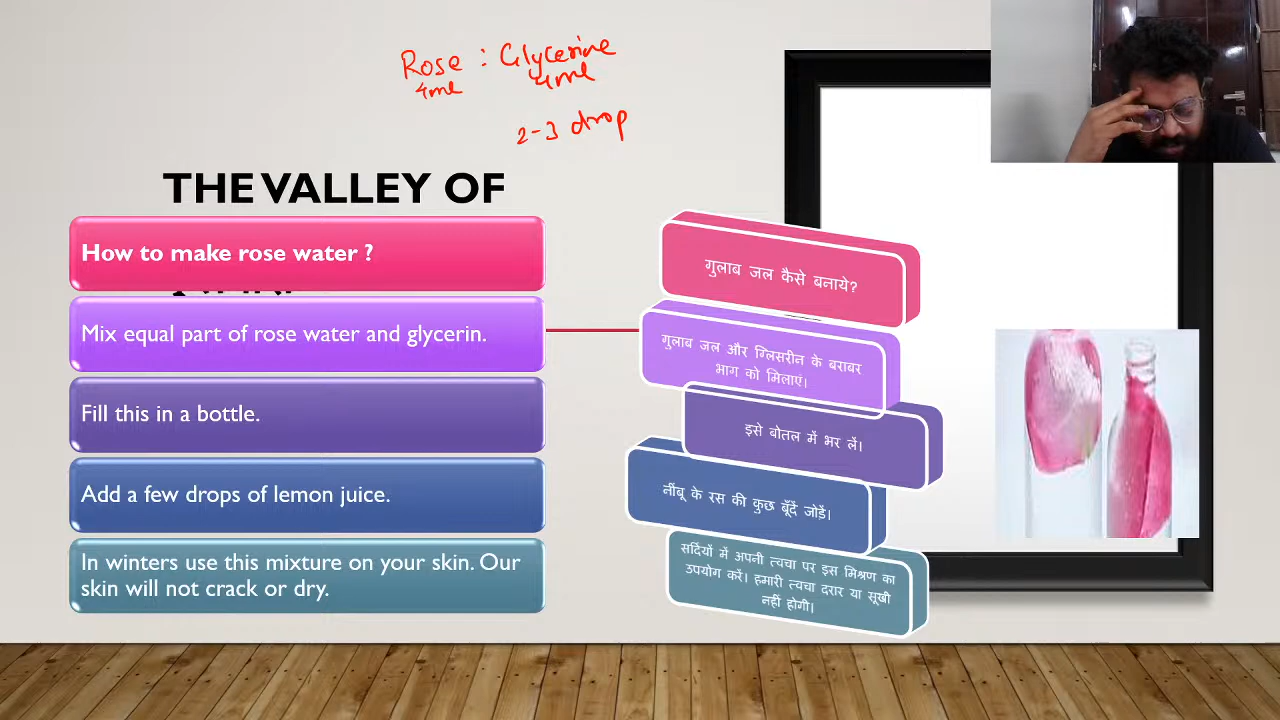 Rose : Glycerine
4ml 4ml
2-3 drop
THE VALLEY OF
How to make rose water ?
Mix equal part of rose water and glycerin.
Fill this in a bottle.
Add a few drops of lemon juice.
In winters use this mixture on your skin. Our
skin will not crack or dry.
गुलाब जल कैसे बनाये?
गुलाब जल और ग्लिसरीन के बराबर
भाग को मिलाएं।
इसे बोतल में भर लें।
नींबू के रस की कुछ बूँदें जोड़ें।
सर्दियों में अपनी त्वचा पर इस मिश्रण का
उपयोग करें। हमारी त्वचा दरार या सूखी
नहीं होगी।